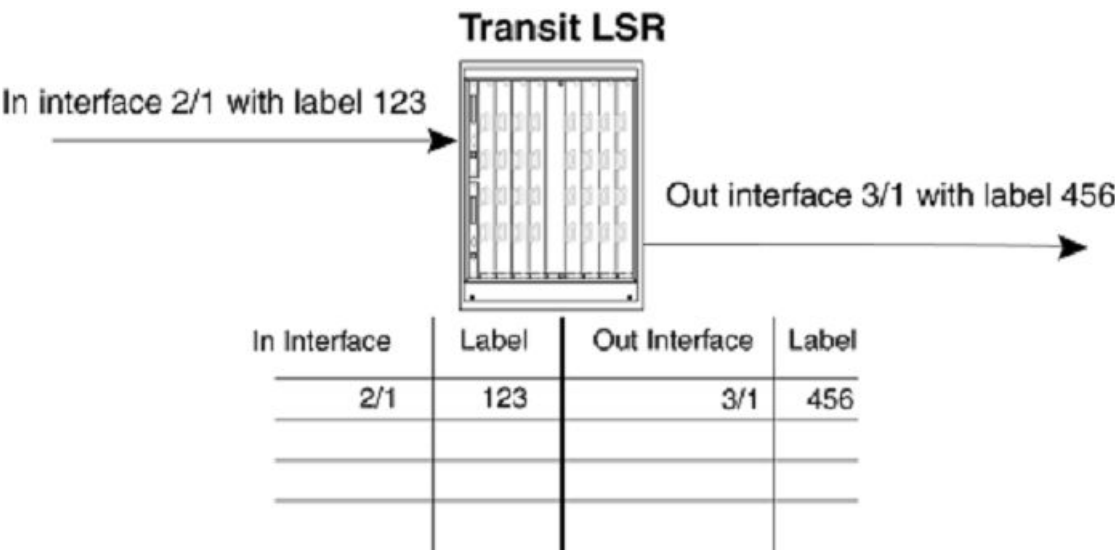 Transit LSR
In interface 2/1 with label 123
Out interface 3/1 with label 456
In Interface Label Out Interface Label
2/1 123 3/1 456